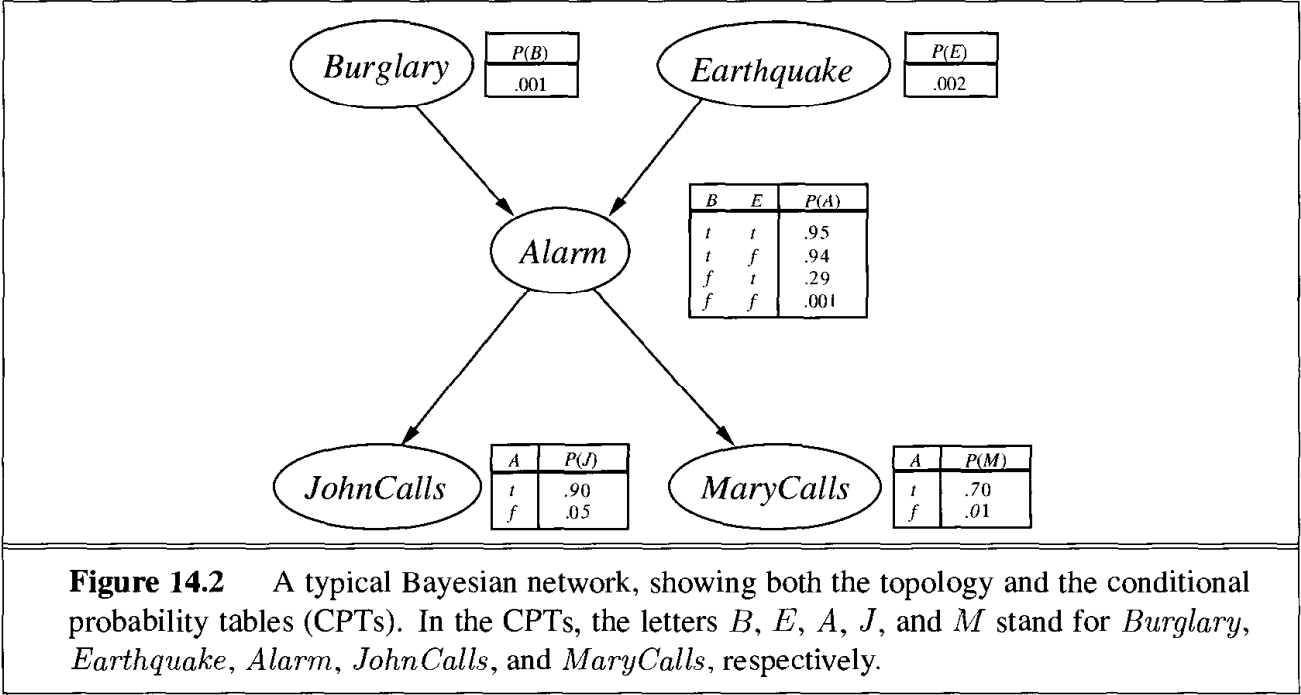 Burglary
P(B)
.001
Earthquake
P(E)
.002
Alarm
B E P(A)
t t .95
t f .94
f t .29
f f .001
JohnCalls
A P(J)
t .90
f .05
MaryCalls
A P(M)
t .70
f .01
Figure 14.2 A typical Bayesian network, showing both the topology and the conditional
probability tables (CPTs). In the CPTs, the letters B, E, A, J, and M stand for Burglary,
Earthquake, Alarm, JohnCalls, and MaryCalls, respectively.